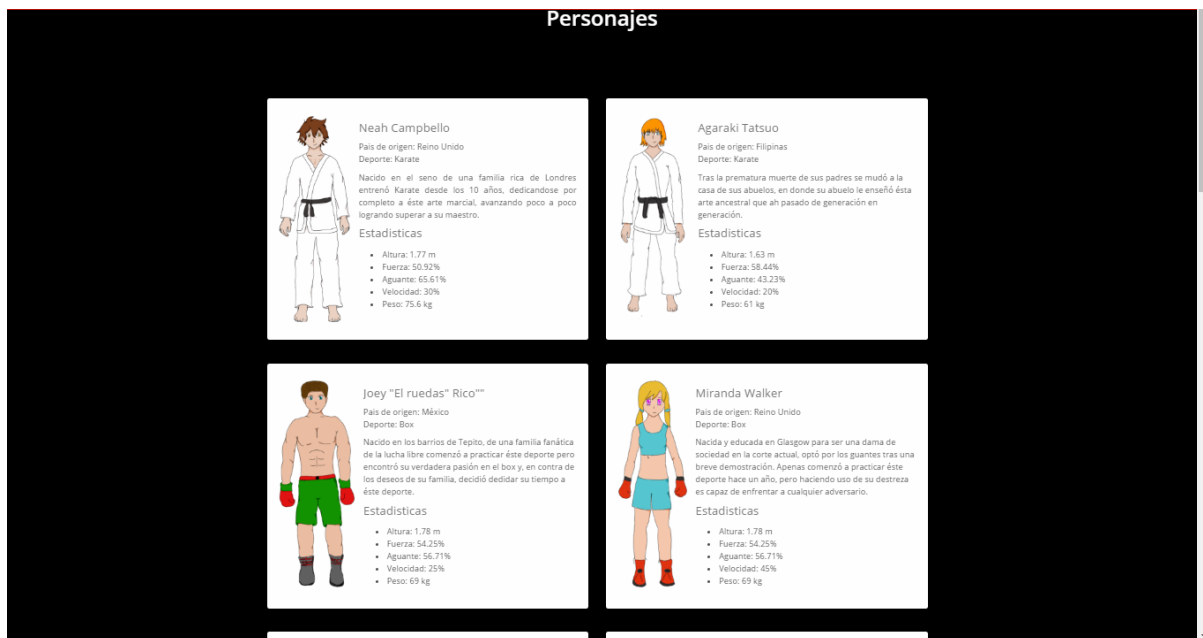 Personajes
Neah Campbello
Pais de origen: Reino Unido
Deporte: Karate
Nacido en el seno de una familia rica de Londres
entrenó Karate desde los 10 años, dedicandose por
completo a éste arte marcial, avanzando poco a poco
logrando superar a su maestro.
Estadisticas
• Altura: 1.77 m
• Fuerza: 50.92%
• Aguante: 65.61%
• Velocidad: 30%
• Peso: 75.6 kg
Agaraki Tatsuo
Pais de origen: Filipinas
Deporte: Karate
Tras la prematura muerte de sus padres se mudó a la
casa de sus abuelos, en donde su abuelo le enseñó ésta
arte ancestral que ah pasado de generación en
generación.
Estadisticas
• Altura: 1.63 m
• Fuerza: 58.44%
• Aguante: 43.23%
• Velocidad: 20%
• Peso: 61 kg
Joey "El ruedas" Rico""
Pais de origen: México
Deporte: Box
Nacido en los barrios de Tepito, de una familia fanática
de la lucha libre comenzó a practicar éste deporte pero
encontró su verdadera pasión en el box y, en contra de
los deseos de su familia, decidió dedidar su tiempo a
éste deporte.
Estadisticas
• Altura: 1.78 m
• Fuerza: 54.25%
• Aguante: 56.71%
• Velocidad: 25%
• Peso: 69 kg
Miranda Walker
Pais de origen: Reino Unido
Deporte: Box
Nacida y educada en Glasgow para ser una dama de
sociedad en la corte actual, optó por los guantes tras una
breve demostración. Apenas comenzó a practicar éste
deporte hace un año, pero haciendo uso de su destreza
es capaz de enfrentar a cualquier adversario.
Estadisticas
• Altura: 1.78 m
• Fuerza: 54.25%
• Aguante: 56.71%
• Velocidad: 45%
• Peso: 69 kg